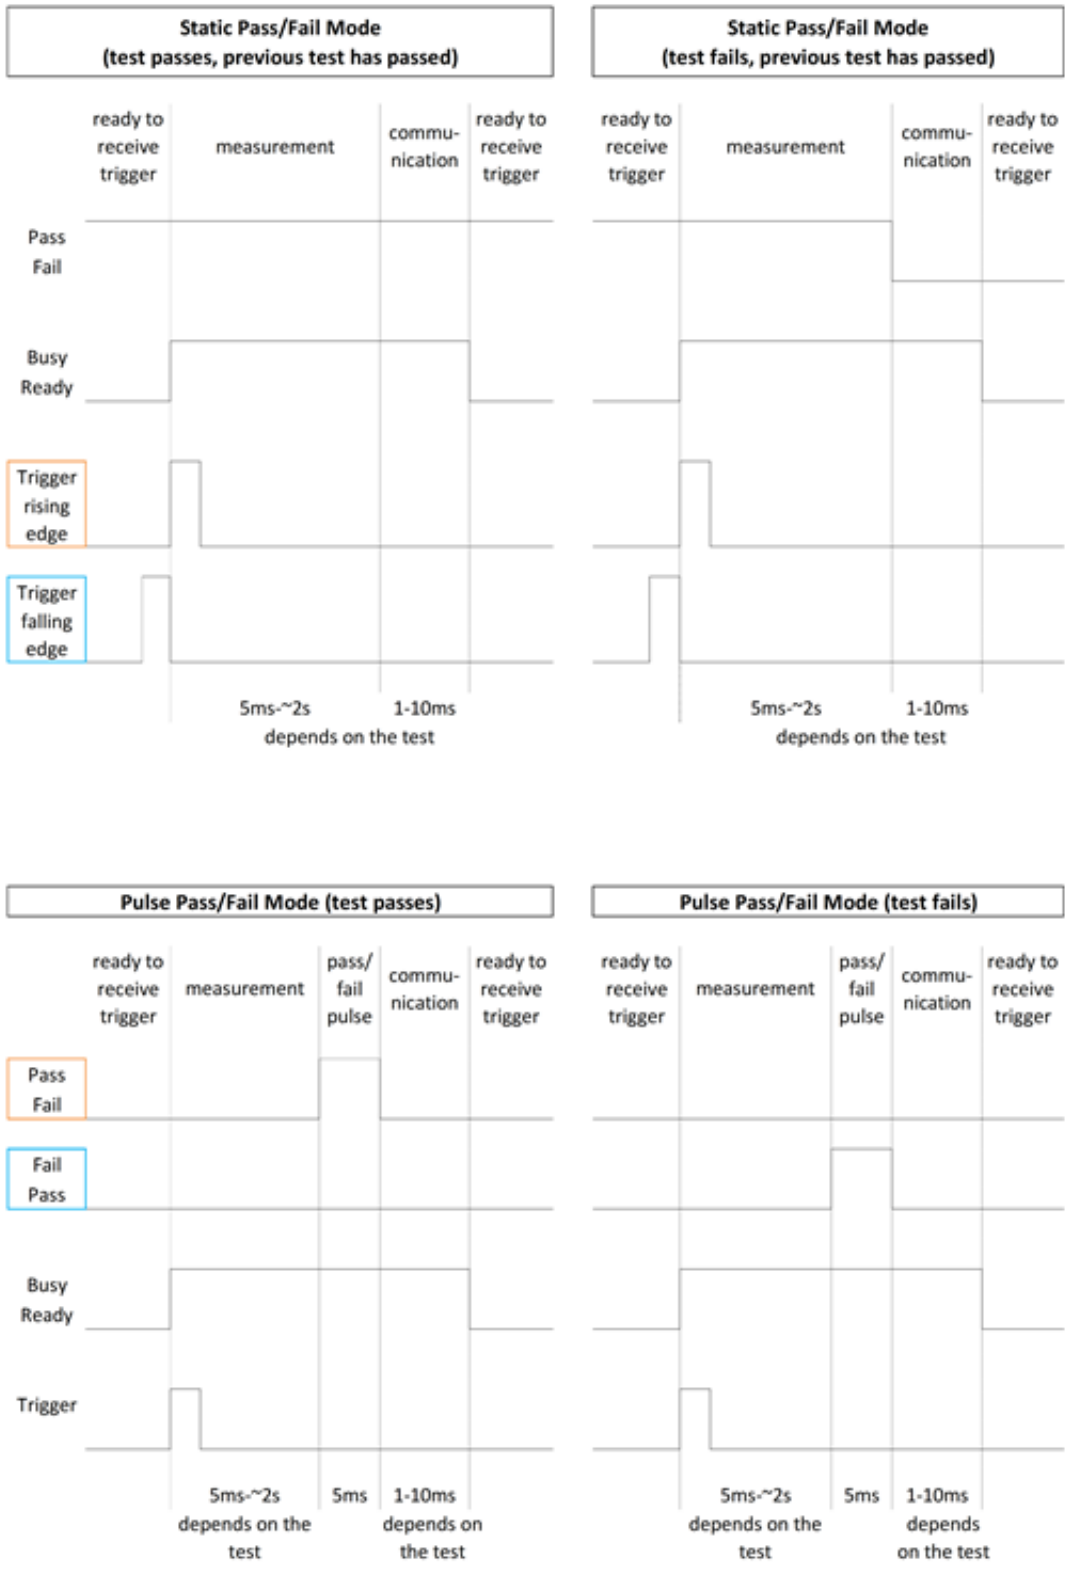 Static Pass/Fail Mode
(test passes, previous test has passed)
ready to
receive
trigger
measurement
commu-
nication
ready to
receive
trigger
Pass
Fail
Busy
Ready
Trigger
rising
edge
Trigger
falling
edge
5ms-~2s
1-10ms
depends on the test
Static Pass/Fail Mode
(test fails, previous test has passed)
ready to
receive
trigger
measurement
commu-
nication
ready to
receive
trigger
5ms-~2s
1-10ms
depends on the test
Pulse Pass/Fail Mode (test passes)
ready to
receive
trigger
measurement
pass/
fail
pulse
commu-
nication
ready to
receive
trigger
Pass
Fail
Fail
Pass
Busy
Ready
Trigger
5ms-~2s
depends on the
test
5ms
1-10ms
depends on
the test
Pulse Pass/Fail Mode (test fails)
ready to
receive
trigger
measurement
pass/
fail
pulse
commu-
nication
ready to
receive
trigger
5ms-~2s
depends on the
test
5ms
1-10ms
depends
on the test